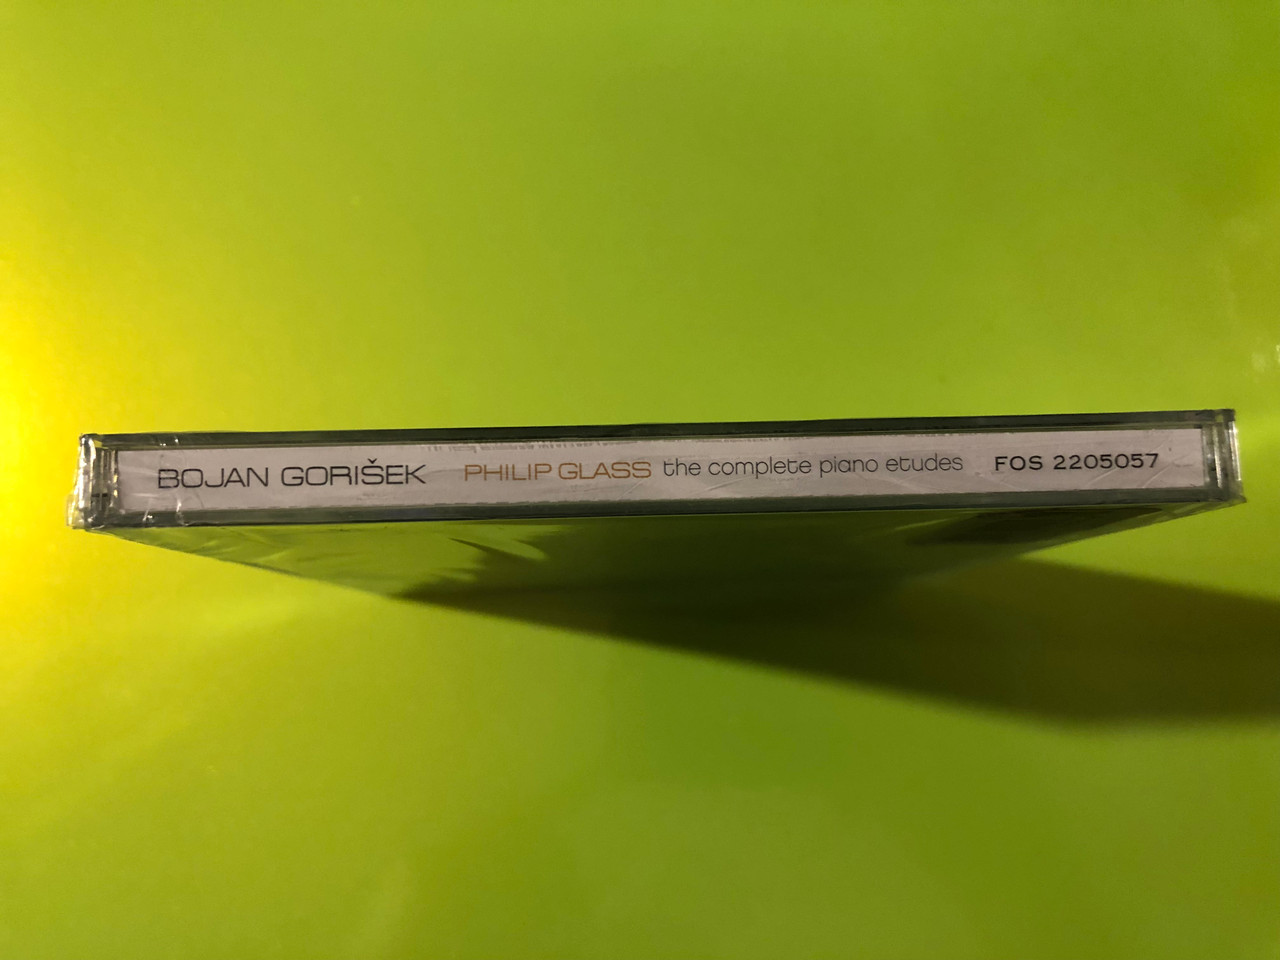 BOJAN GORIŠEK PHILIP GLASS the complete piano etudes FOS 2205057